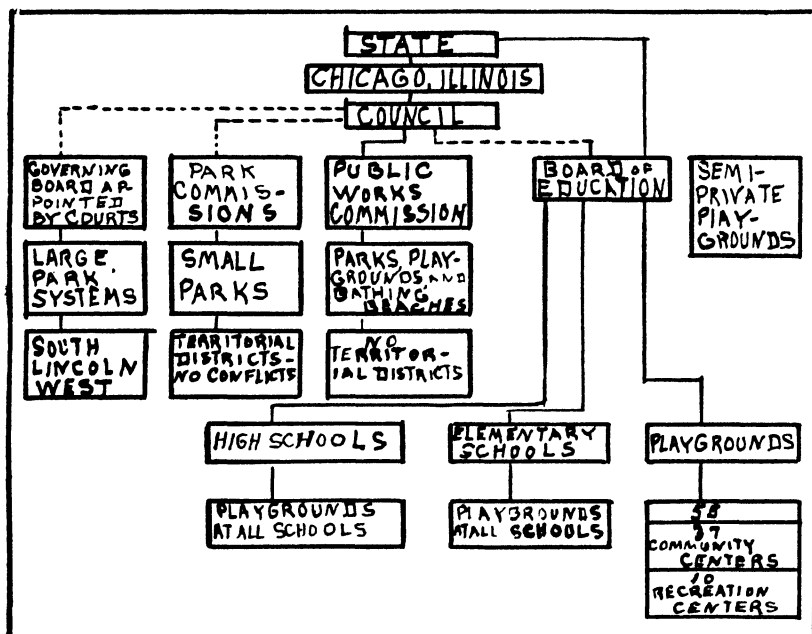 STATE
CHICAGO, ILLINOIS
COUNCIL
GOVERNING
BOARD AP
POINTED
BY COURTS
PARK
COMMIS-
SIONS
PUBLIC
WORKS
COMMISSION
BOARD OF
EDUCATION
SEMI-
PRIVATE
PLAY-
GROUNDS
LARGE
PARK
SYSTEMS
SMALL
PARKS
PARKS, PLAY-
GROUNDS AND
BATHING
BEACHES
SOUTH
LINCOLN
WEST
TERRITORIAL
DISTRICTS-
NO CONFLICTS
NO
TERRITOR-
IAL DISTRICTS
HIGH SCHOOLS
ELEMENTARY
SCHOOLS
PLAYGROUNDS
PLAYGROUNDS
AT ALL SCHOOLS
PLAYGROUNDS
AT ALL SCHOOLS
58
COMMUNITY
CENTERS
10
RECREATION
CENTERS